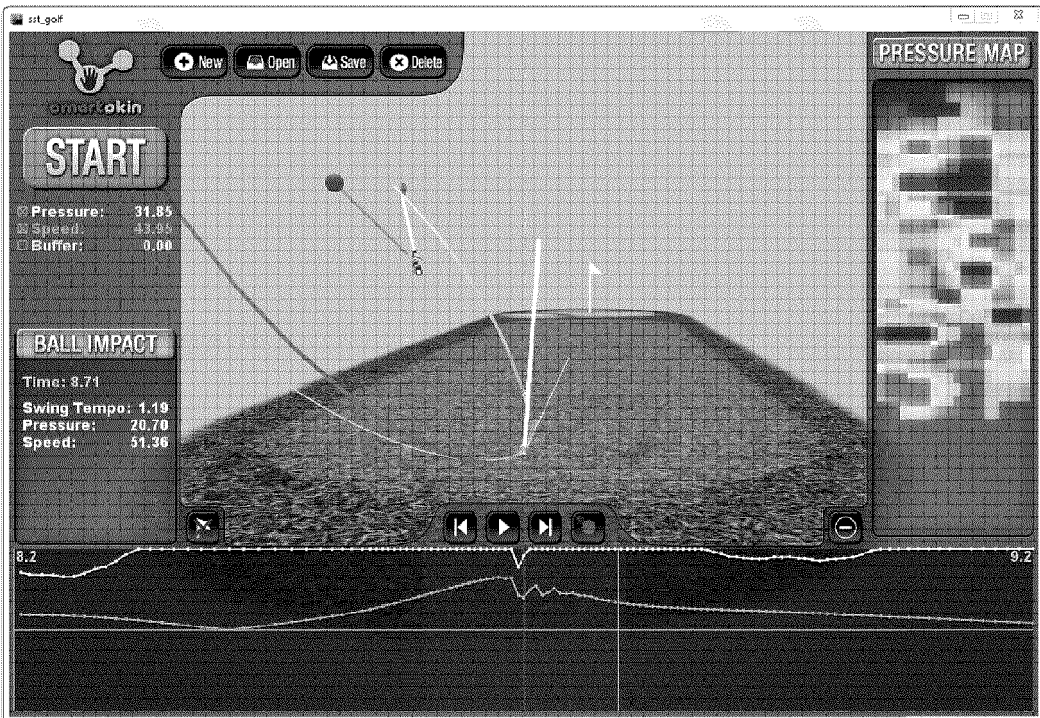 sst_golf
New Open Save Delete
PRESSURE MAP
smartskin
START
Pressure: 31.85
Speed: 43.95
Buffer: 0.00
BALL IMPACT
Time: 8.71
Swing Tempo: 1.19
Pressure: 20.70
Speed: 51.36
8.2 9.2